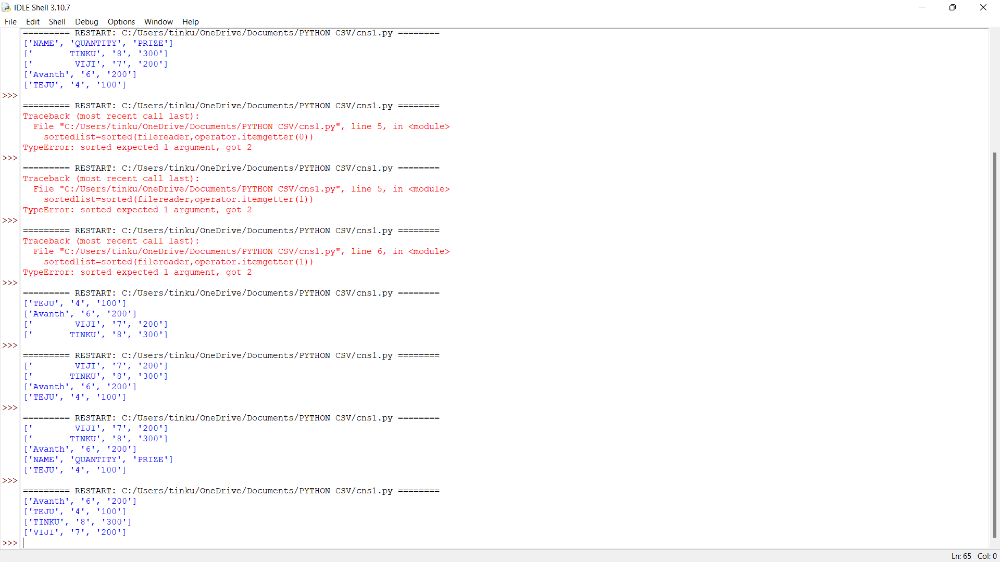 IDLE Shell 3.10.7
File Edit Shell Debug Options Window Help
========= RESTART: C:/Users/tinku/OneDrive/Documents/PYTHON CSV/cns1.py ========
['NAME', 'QUANTITY', 'PRIZE']
['       TINKU', '8', '300']
['        VIJI', '7', '200']
['Avanth', '6', '200']
['TEJU', '4', '100']
>>>
========= RESTART: C:/Users/tinku/OneDrive/Documents/PYTHON CSV/cns1.py ========
Traceback (most recent call last):
  File "C:/Users/tinku/OneDrive/Documents/PYTHON CSV/cns1.py", line 5, in <module>
    sortedlist=sorted(filereader,operator.itemgetter(0))
TypeError: sorted expected 1 argument, got 2
>>>
========= RESTART: C:/Users/tinku/OneDrive/Documents/PYTHON CSV/cns1.py ========
Traceback (most recent call last):
  File "C:/Users/tinku/OneDrive/Documents/PYTHON CSV/cns1.py", line 5, in <module>
    sortedlist=sorted(filereader,operator.itemgetter(1))
TypeError: sorted expected 1 argument, got 2
>>>
========= RESTART: C:/Users/tinku/OneDrive/Documents/PYTHON CSV/cns1.py ========
Traceback (most recent call last):
  File "C:/Users/tinku/OneDrive/Documents/PYTHON CSV/cns1.py", line 6, in <module>
    sortedlist=sorted(filereader,operator.itemgetter(1))
TypeError: sorted expected 1 argument, got 2
>>>
========= RESTART: C:/Users/tinku/OneDrive/Documents/PYTHON CSV/cns1.py ========
['TEJU', '4', '100']
['Avanth', '6', '200']
['        VIJI', '7', '200']
['       TINKU', '8', '300']
>>>
========= RESTART: C:/Users/tinku/OneDrive/Documents/PYTHON CSV/cns1.py ========
['        VIJI', '7', '200']
['       TINKU', '8', '300']
['Avanth', '6', '200']
['TEJU', '4', '100']
>>>
========= RESTART: C:/Users/tinku/OneDrive/Documents/PYTHON CSV/cns1.py ========
['        VIJI', '7', '200']
['       TINKU', '8', '300']
['Avanth', '6', '200']
['NAME', 'QUANTITY', 'PRIZE']
['TEJU', '4', '100']
>>>
========= RESTART: C:/Users/tinku/OneDrive/Documents/PYTHON CSV/cns1.py ========
['Avanth', '6', '200']
['TEJU', '4', '100']
['TINKU', '8', '300']
['VIJI', '7', '200']
>>>
Ln: 65 Col: 0